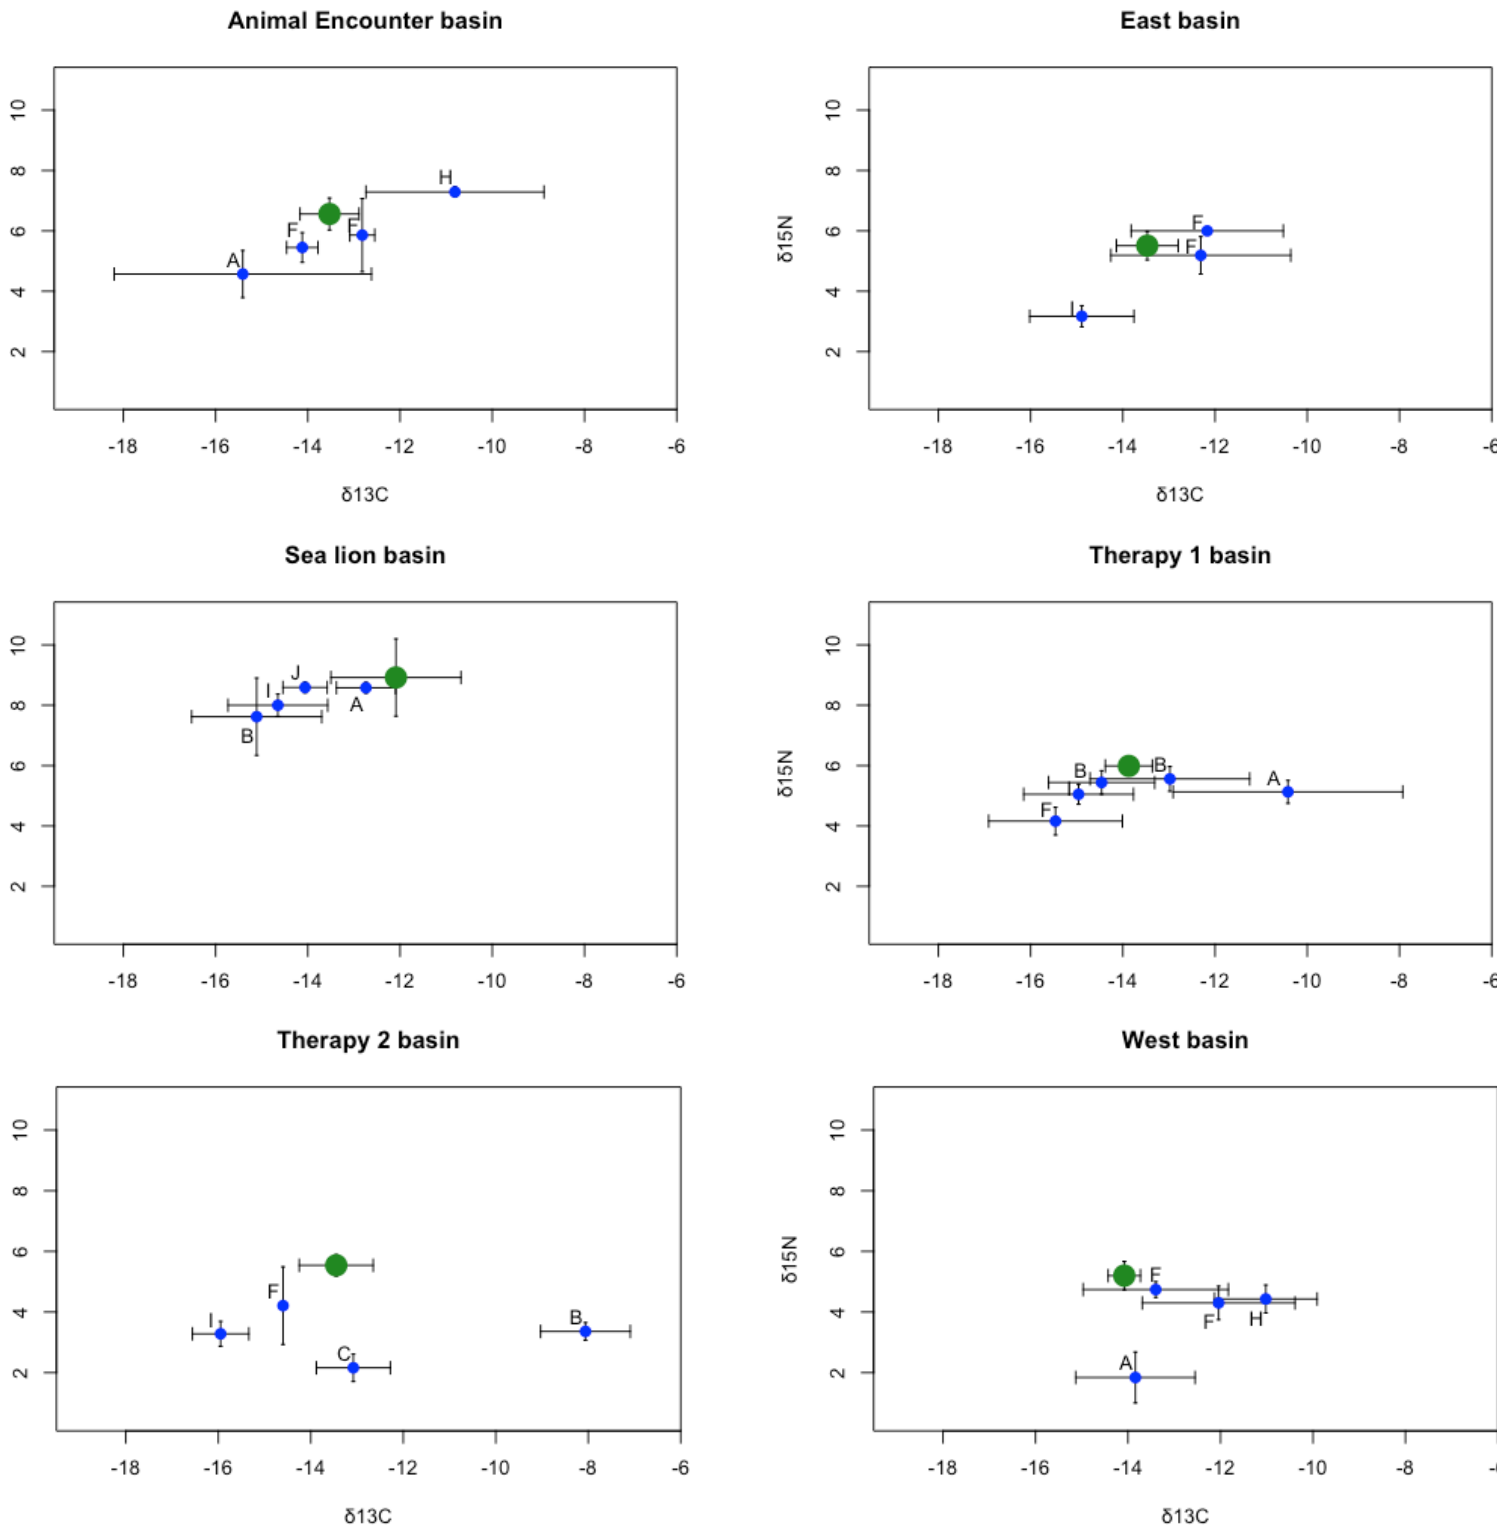 Animal Encounter basin
10
8
6
4
2
A
F
F
H
-18 -16 -14 -12 -10 -8 -6
δ13C
East basin
δ15N
10
8
6
4
2
F
F
I
-18 -16 -14 -12 -10 -8 -6
δ13C
Sea lion basin
10
8
6
4
2
J
I
A
B
-18 -16 -14 -12 -10 -8 -6
Therapy 1 basin
δ15N
10
8
6
4
2
B
B
A
I
F
-18 -16 -14 -12 -10 -8 -6
Therapy 2 basin
10
8
6
4
2
F
I
B
C
-18 -16 -14 -12 -10 -8 -6
δ13C
West basin
δ15N
10
8
6
4
2
F
F
H
A
-18 -16 -14 -12 -10 -8
δ13C